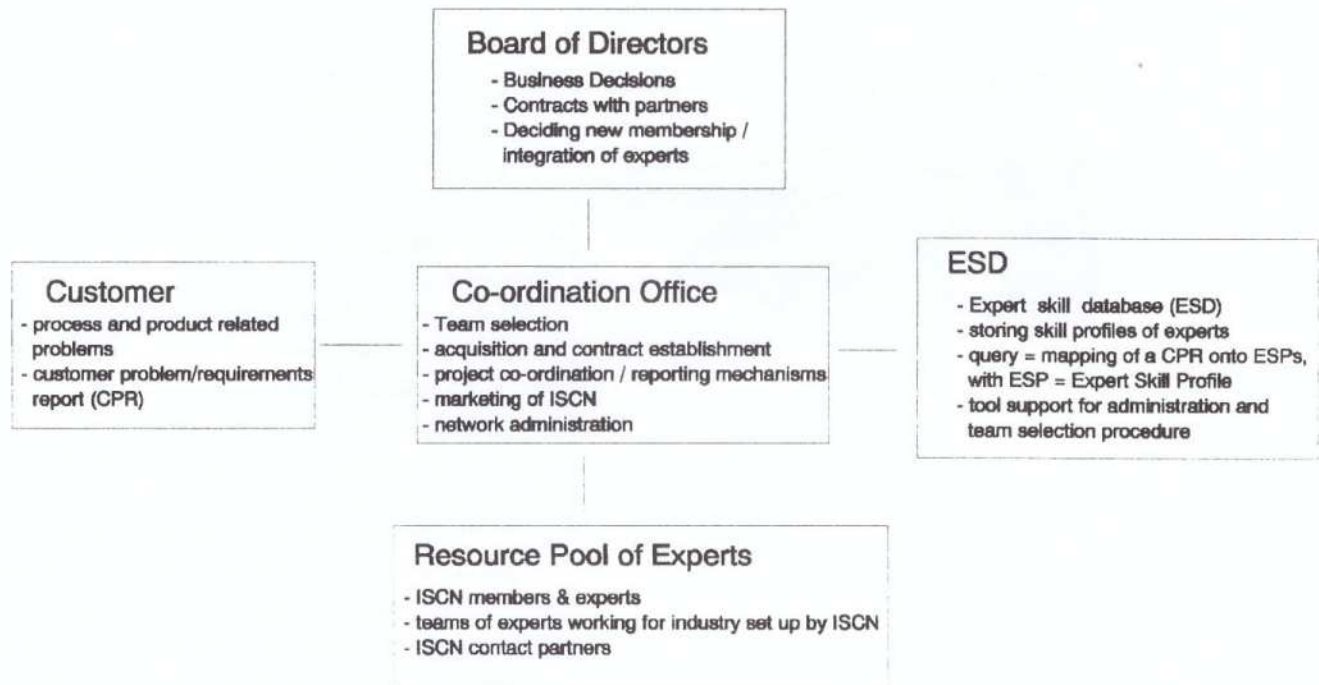 Board of Directors
- Business Decisions
- Contracts with partners
- Deciding new membership /
integration of experts
Customer
- process and product related
problems
- customer problem/requirements
report (CPR)
Co-ordination Office
- Team selection
- acquisition and contract establishment
- project co-ordination / reporting mechanisms
- marketing of ISCN
- network administration
ESD
- Expert skill database (ESD)
- storing skill profiles of experts
- query = mapping of a CPR onto ESPs,
with ESP = Expert Skill Profile
- tool support for administration and
team selection procedure
Resource Pool of Experts
- ISCN members & experts
- teams of experts working for industry set up by ISCN
- ISCN contact partners